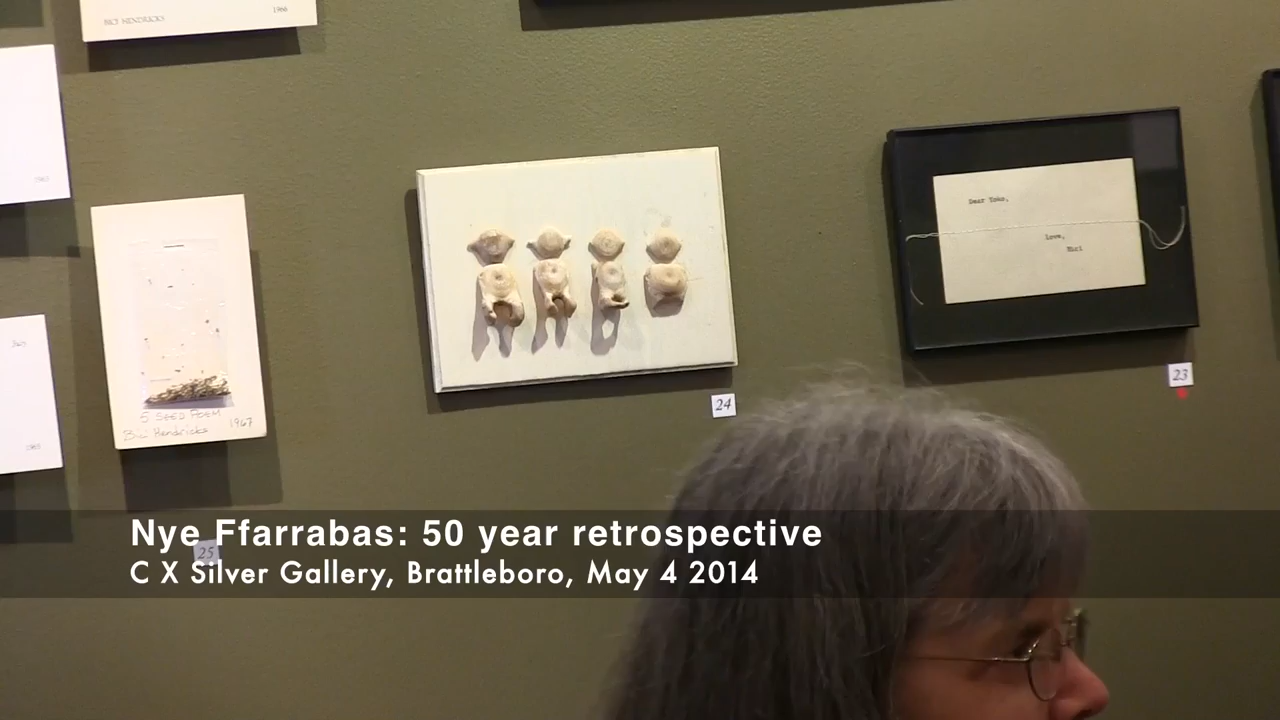 BICI HENDRICKS
1966
1965
Dear Yoko,
Love,
Bici
23
24
5 SEED POEM
Bici Hendricks 1967
1965
25
Nye Ffarrabas: 50 year retrospective
C X Silver Gallery, Brattleboro, May 4 2014